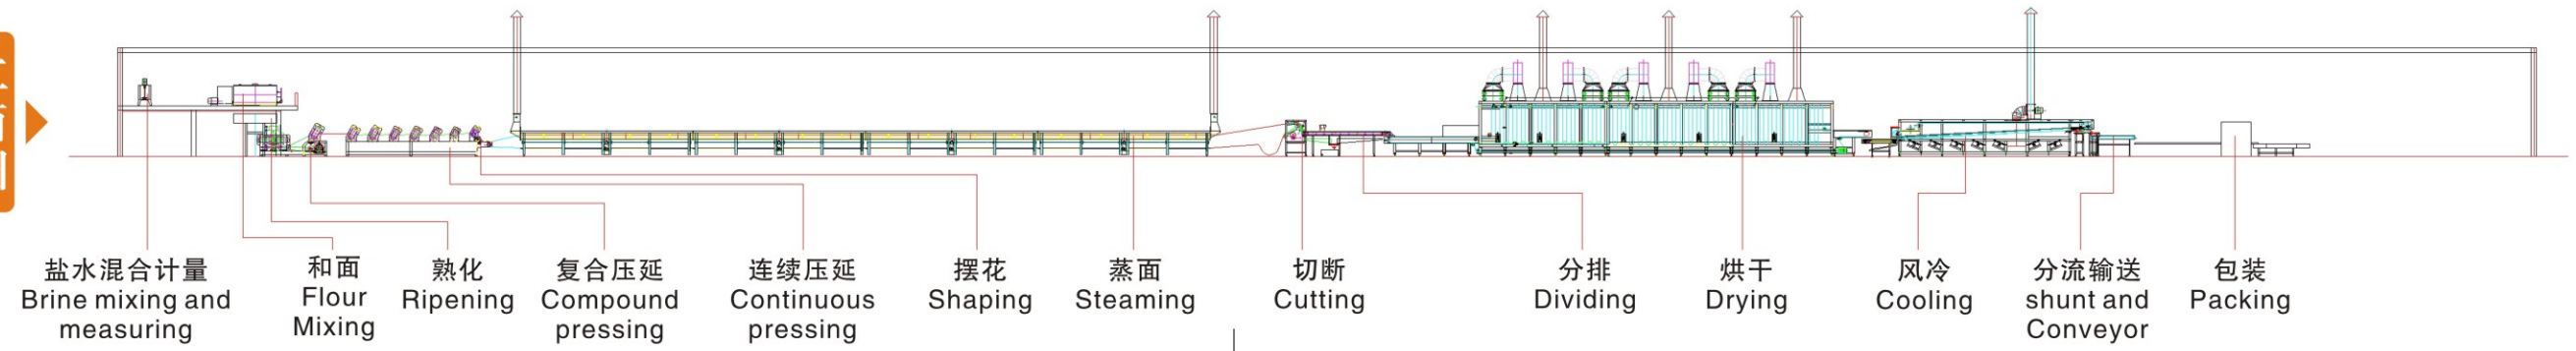 盐水混合计量
Brine mixing and
measuring
和面
Flour
Mixing
熟化
Ripening
复合压延
Compound
pressing
连续压延
Continuous
pressing
摆花
Shaping
蒸面
Steaming
切断
Cutting
分排
Dividing
烘干
Drying
风冷
Cooling
分流输送
shunt and
Conveyor
包装
Packing